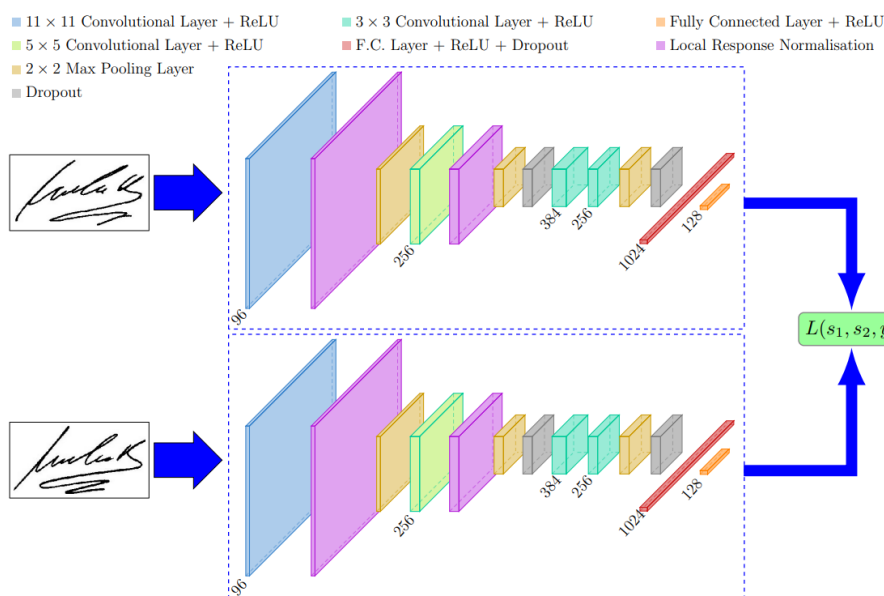 11 × 11 Convolutional Layer + ReLU
5 × 5 Convolutional Layer + ReLU
2 × 2 Max Pooling Layer
Dropout
3 × 3 Convolutional Layer + ReLU
F.C. Layer + ReLU + Dropout
Fully Connected Layer + ReLU
Local Response Normalisation
96
256
384
256
1024
128
L(s₁, s₂, y
96
256
384
256
1024
128